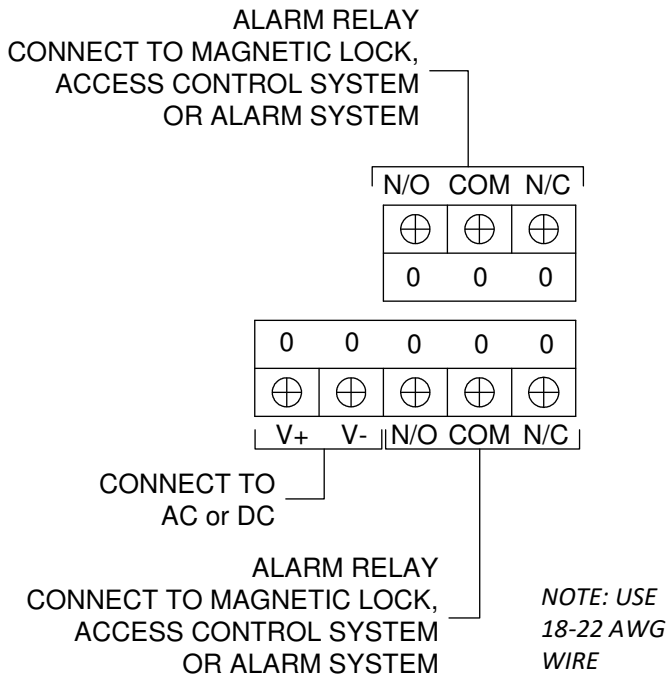 ALARM RELAY
CONNECT TO MAGNETIC LOCK,
ACCESS CONTROL SYSTEM
OR ALARM SYSTEM
N/O COM N/C
0 0 0
0 0 0 0 0
V+ V- N/O COM N/C
CONNECT TO
AC or DC
ALARM RELAY
CONNECT TO MAGNETIC LOCK,
ACCESS CONTROL SYSTEM
OR ALARM SYSTEM
NOTE: USE
18-22 AWG
WIRE